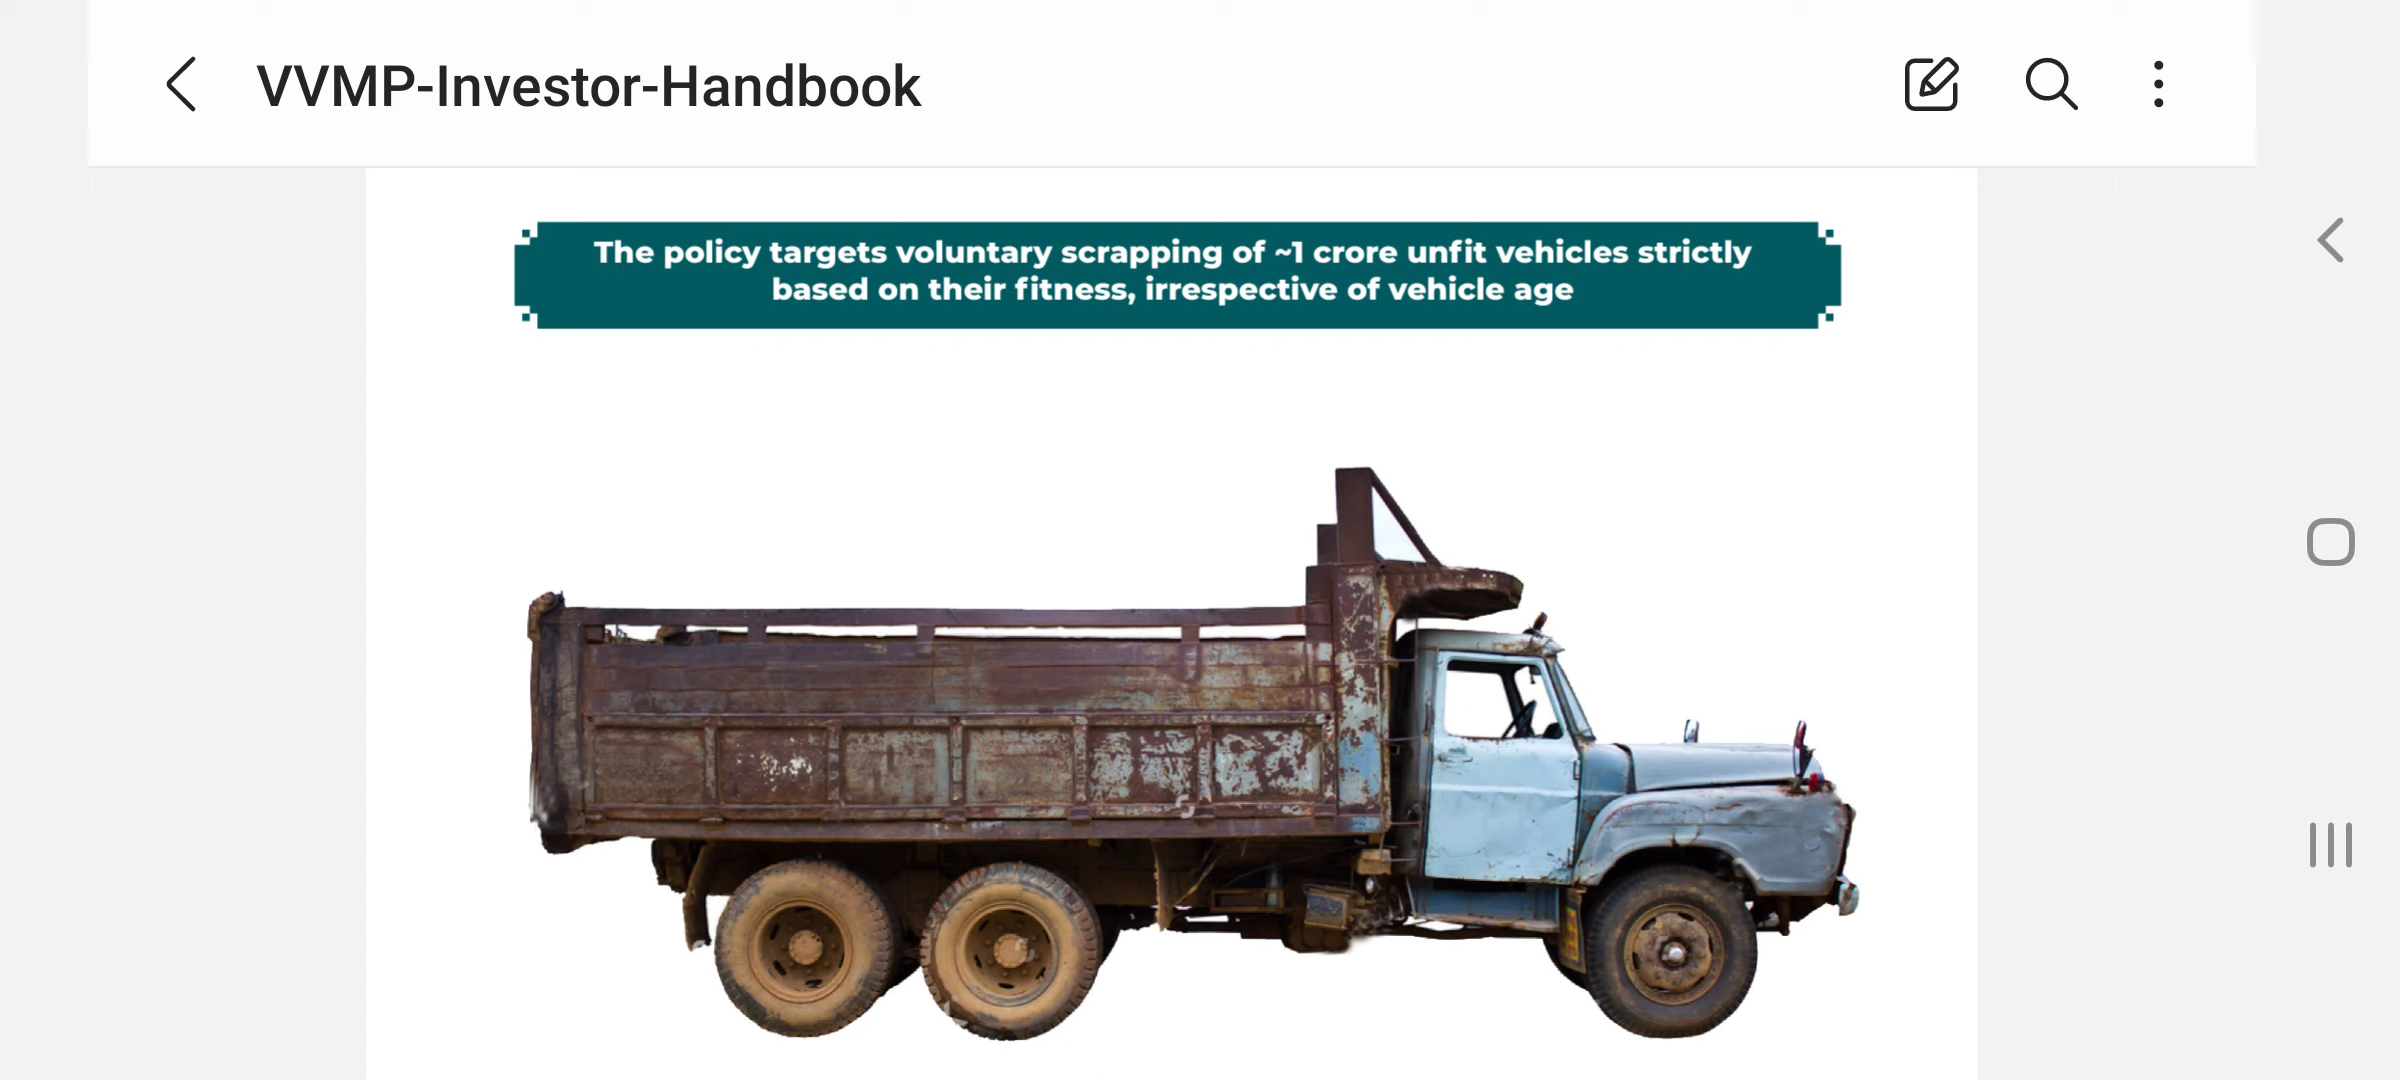 VVMP-Investor-Handbook
The policy targets voluntary scrapping of ~1 crore unfit vehicles strictly
based on their fitness, irrespective of vehicle age